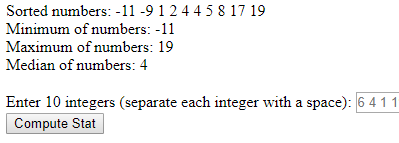 Sorted numbers: -11 -9 1 2 4 4 5 8 17 19
Minimum of numbers: -11
Maximum of numbers: 19
Median of numbers: 4
Enter 10 integers (separate each integer with a space): 6 4 1 1
Compute Stat